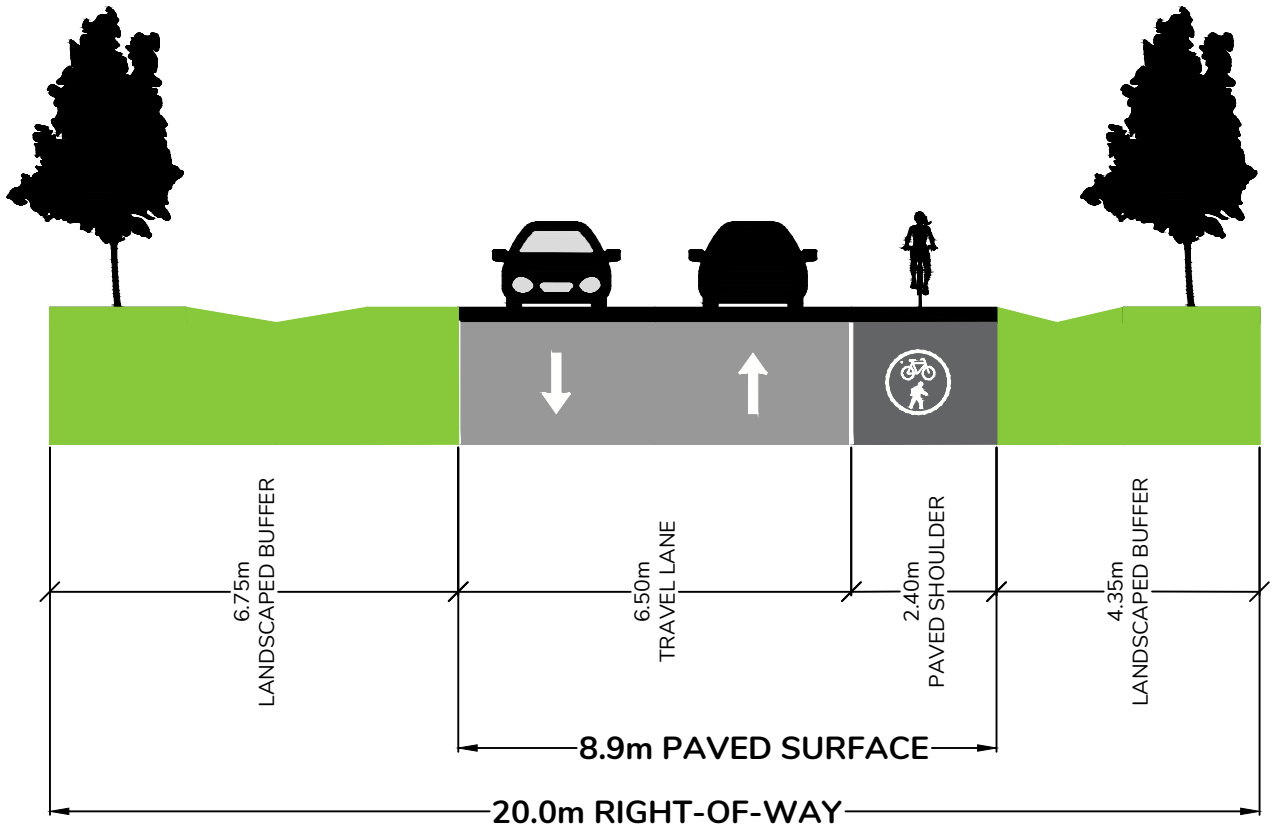 6.75m
LANDSCAPED BUFFER
6.50m
TRAVEL LANE
2.40m
PAVED SHOULDER
4.35m
LANDSCAPED BUFFER
8.9m PAVED SURFACE
20.0m RIGHT-OF-WAY